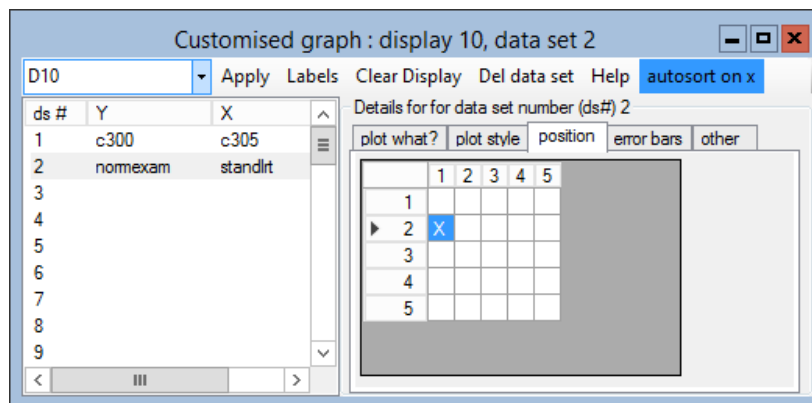 Customised graph : display 10, data set 2
D10 Apply Labels Clear Display Del data set Help autosort on x
ds # Y X
1 c300 c305
2 normexam standlrt
3
4
5
6
7
8
9
Details for for data set number (ds#) 2
plot what? plot style position error bars other
1 2 3 4 5
1
2 X
3
4
5